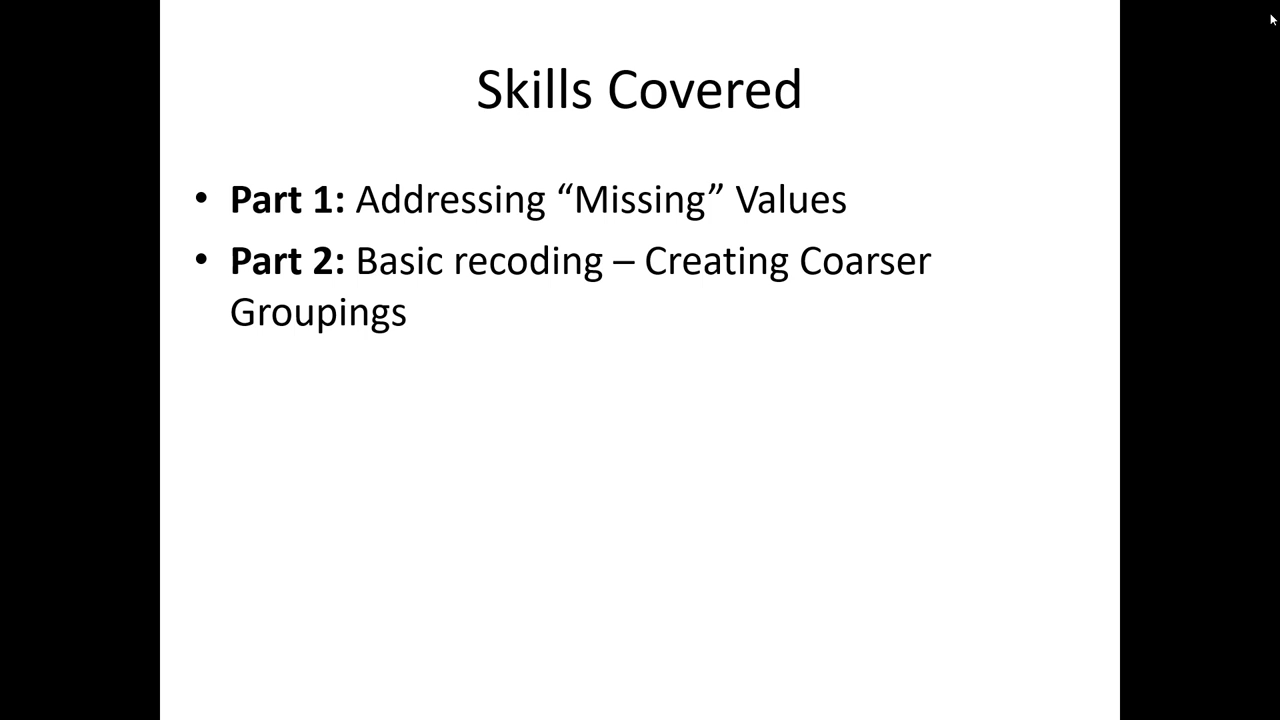 Skills Covered
• Part 1: Addressing “Missing” Values
• Part 2: Basic recoding – Creating Coarser
Groupings